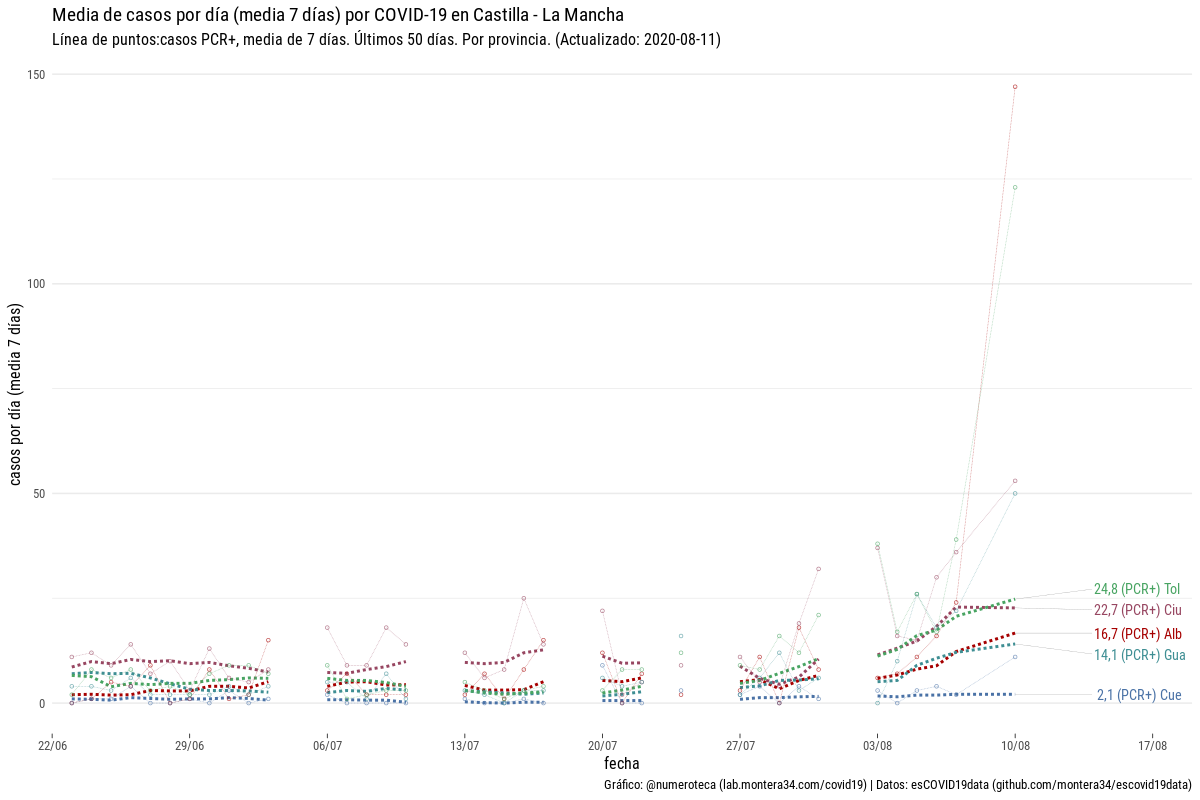 Media de casos por día (media 7 días) por COVID-19 en Castilla - La Mancha
Línea de puntos:casos PCR+, media de 7 días. Últimos 50 días. Por provincia. (Actualizado: 2020-08-11)
casos por día (media 7 días)
150
100
50
0
24,8 (PCR+) Tol
22,7 (PCR+) Ciu
16,7 (PCR+) Alb
14,1 (PCR+) Gua
2,1 (PCR+) Cue
22/06 29/06 06/07 13/07 20/07 27/07 03/08 10/08 17/08
fecha
Gráfico: @numeroteca (lab.montera34.com/covid19) | Datos: esCOVID19data (github.com/montera34/escovid19data)